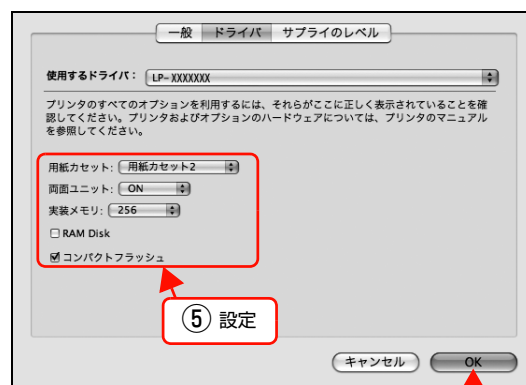 一般 ドライバ サプライのレベル
使用するドライバ： LP-XXXXXXX
プリンタのすべてのオプションを利用するには、それらがここに正しく表示されていることを確
認してください。プリンタおよびオプションのハードウェアについては、プリンタのマニュアル
を参照してください。
用紙カセット： 用紙カセット2
両面ユニット： ON
実装メモリ： 256
RAM Disk
コンパクトフラッシュ
⑤ 設定
キャンセル OK